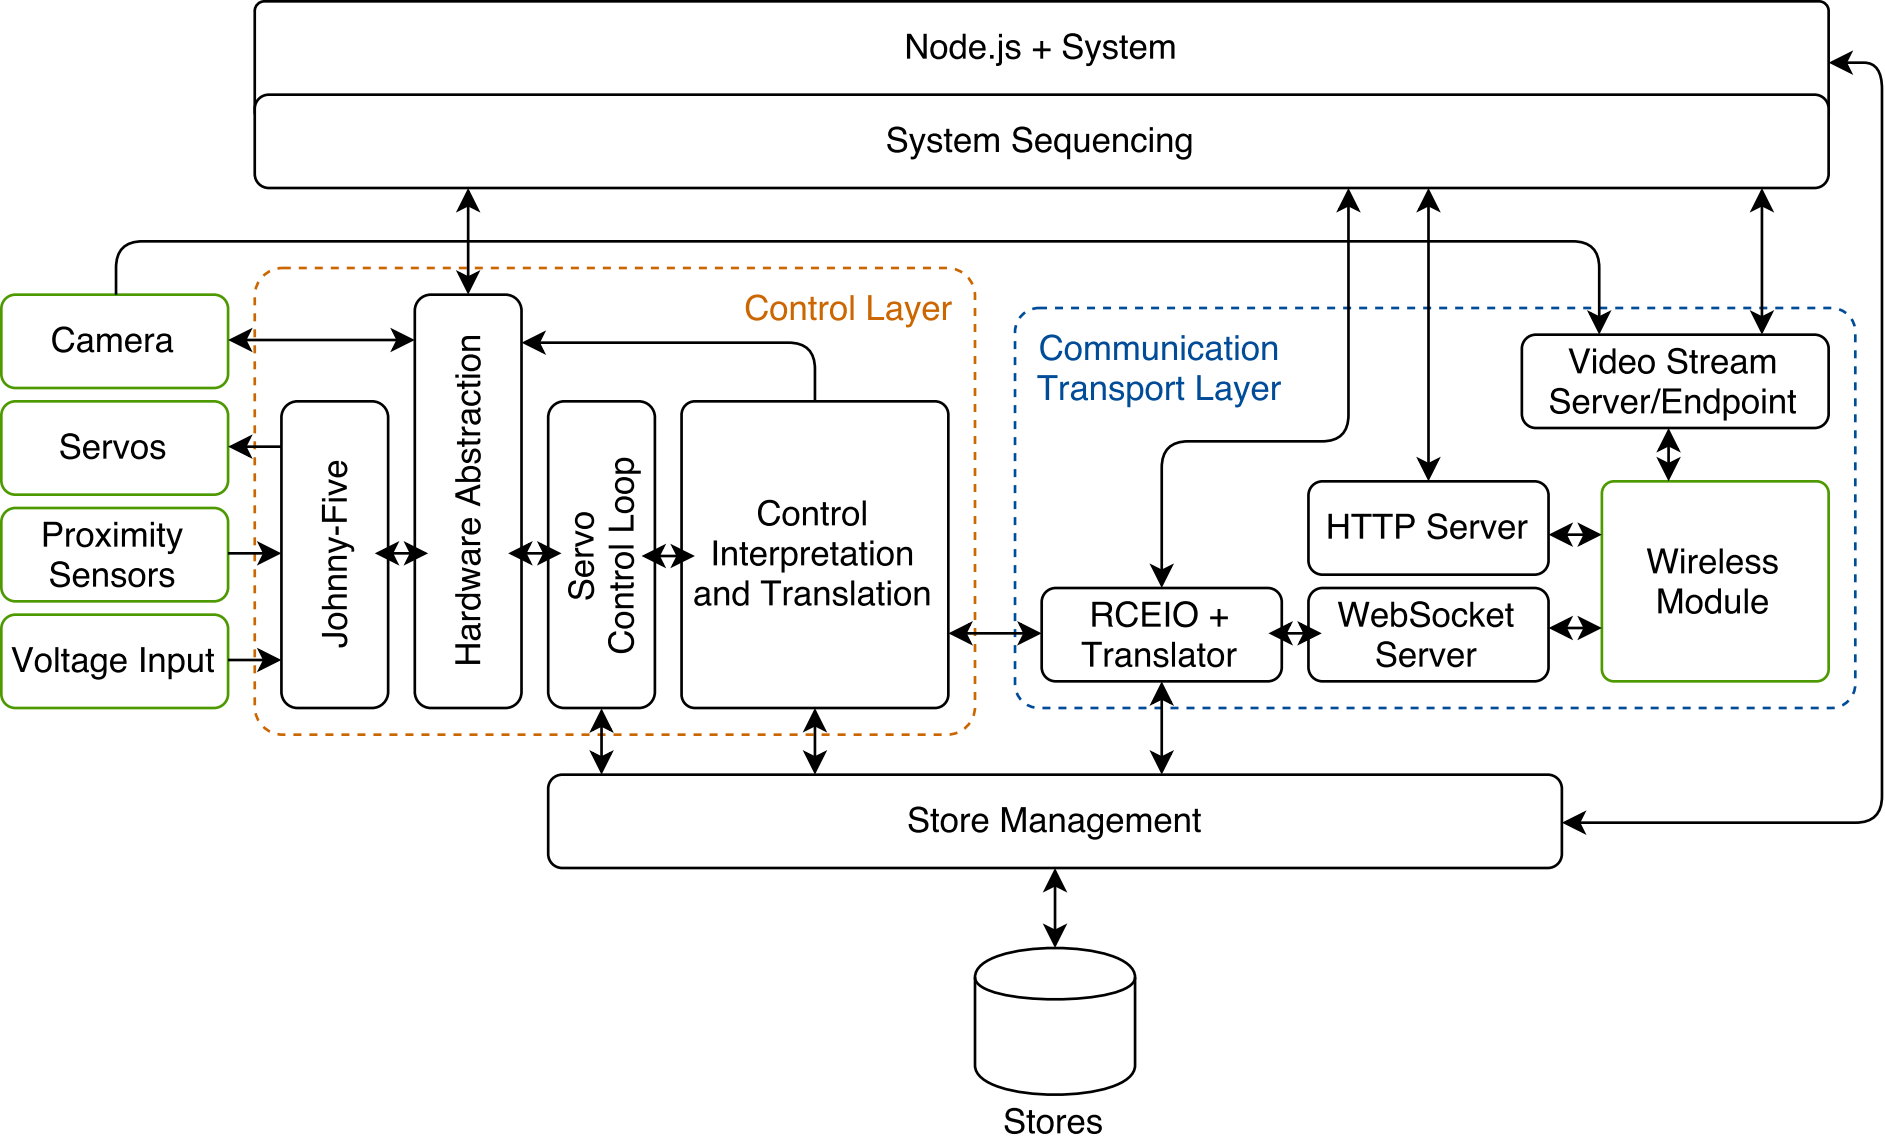 Node.js + System
System Sequencing
Control Layer
Camera
Servos
Proximity
Sensors
Voltage Input
Johnny-Five
Hardware Abstraction
Servo
Control Loop
Control
Interpretation
and Translation
Communication
Transport Layer
Video Stream
Server/Endpoint
HTTP Server
Wireless
Module
RCEIO +
Translator
WebSocket
Server
Store Management
Stores